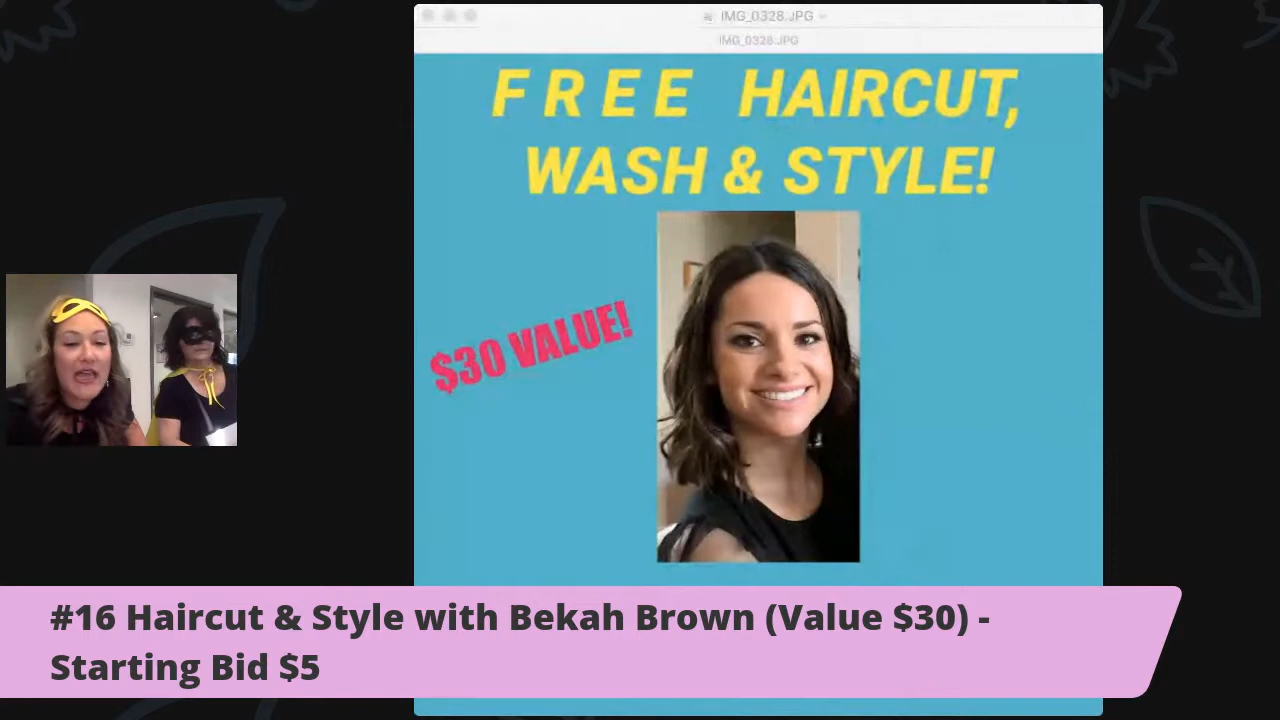 IMG_0328.JPG
IMG_0328.JPG
F R E E HAIRCUT,
WASH & STYLE!
$30 VALUE!
#16 Haircut & Style with Bekah Brown (Value $30) -
Starting Bid $5